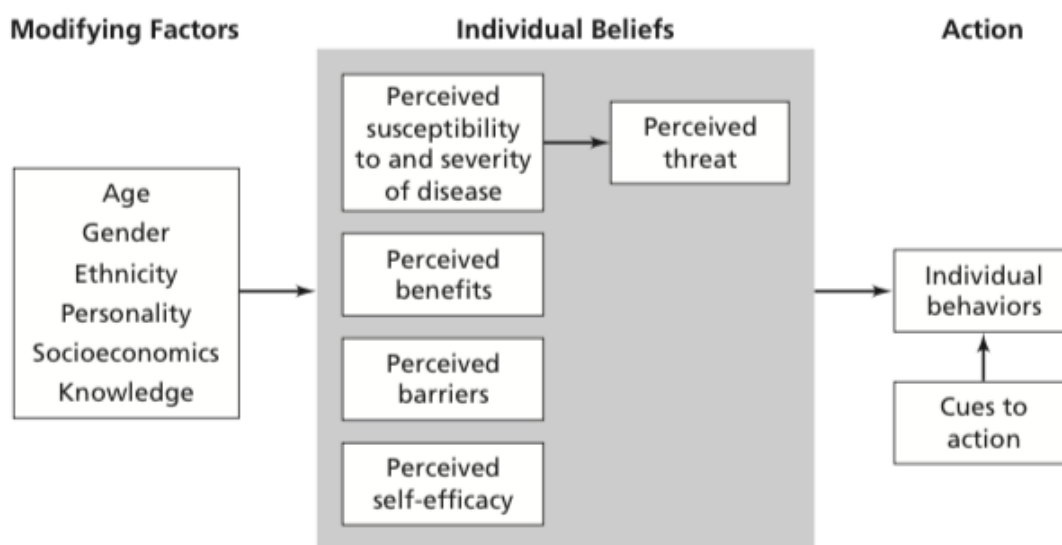 Modifying Factors
Individual Beliefs
Action
Age
Gender
Ethnicity
Personality
Socioeconomics
Knowledge
Perceived
susceptibility
to and severity
of disease
Perceived
threat
Perceived
benefits
Perceived
barriers
Perceived
self-efficacy
Individual
behaviors
Cues to
action